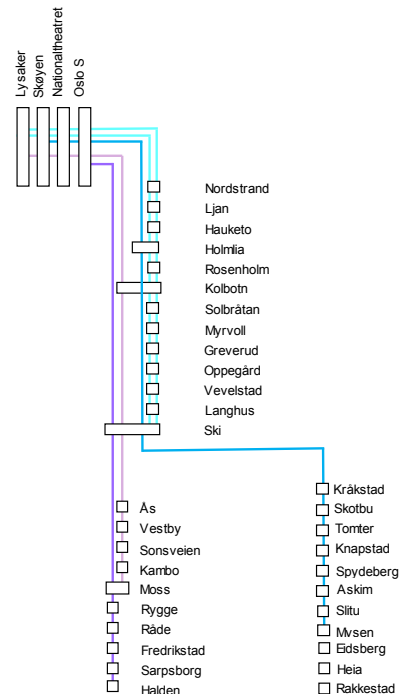 Lysaker
Skøyen
Nationaltheatret
Oslo S
Nordstrand
Ljan
Hauketo
Holmlia
Rosenholm
Kolbotn
Solbråtan
Myrvoll
Greverud
Oppegård
Vevelstad
Langhus
Ski
Ås
Vestby
Sonsveien
Kambo
Moss
Rygge
Råde
Fredrikstad
Sarpsborg
Halden
Kråkstad
Skotbu
Tomter
Knapstad
Spydeberg
Askim
Slitu
Mysen
Eidsberg
Heia
Rakkestad